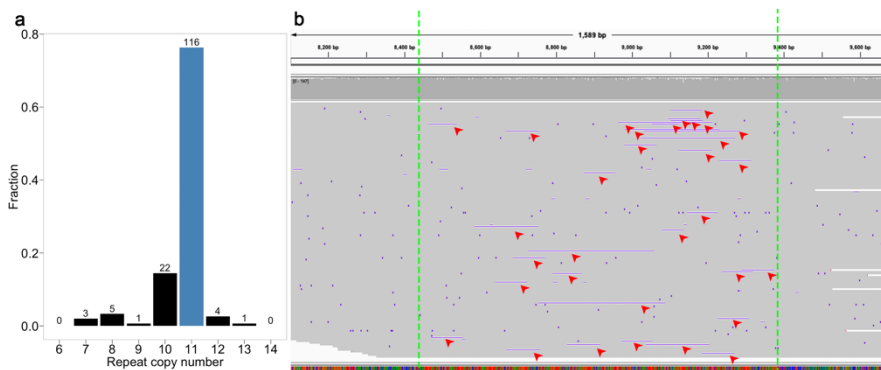 a
b
0.8
0.6
0.4
0.2
0.0
Fraction
0 3 5 1 22 116 4 1 0
6 7 8 9 10 11 12 13 14
Repeat copy number
1,589 bp
8,200 bp 8,400 bp 8,600 bp 8,800 bp 9,000 bp 9,200 bp 9,400 bp 9,600 bp